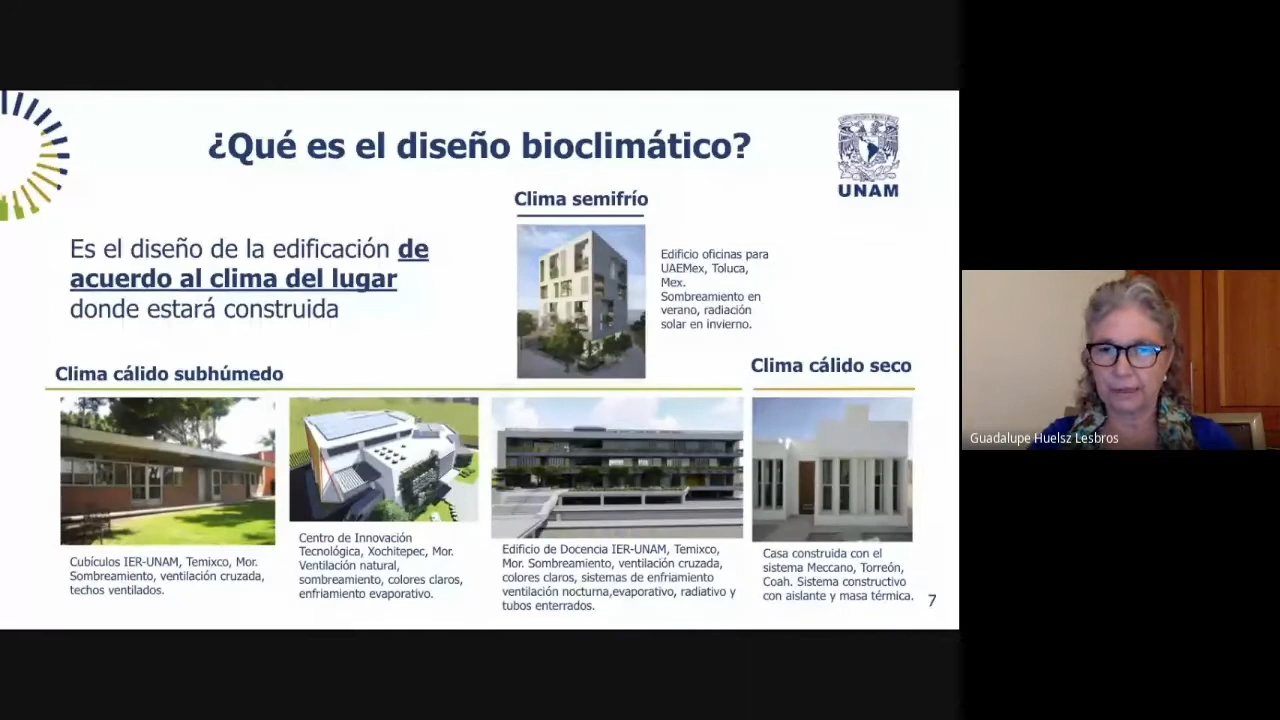 ¿Qué es el diseño bioclimático?
UNAM
Clima semifrío
Es el diseño de la edificación de
acuerdo al clima del lugar
donde estará construida
Edificio oficinas para
UAEMex, Toluca,
Mex.
Sombreamiento en
verano, radiación
solar en invierno.
Clima cálido subhúmedo
Clima cálido seco
Cubículos IER-UNAM, Temixco, Mor.
Sombreamiento, ventilación cruzada,
techos ventilados.
Centro de Innovación
Tecnológica, Xochitepec, Mor.
Ventilación natural,
sombreamiento, colores claros,
enfriamiento evaporativo.
Edificio de Docencia IER-UNAM, Temixco,
Mor. Sombreamiento, ventilación cruzada,
colores claros, sistemas de enfriamiento
ventilación nocturna,evaporativo, radiativo y
tubos enterrados.
Casa construida con el
sistema Meccano, Torreón,
Coah. Sistema constructivo
con aislante y masa térmica.
7
Guadalupe Huelsz Lesbros